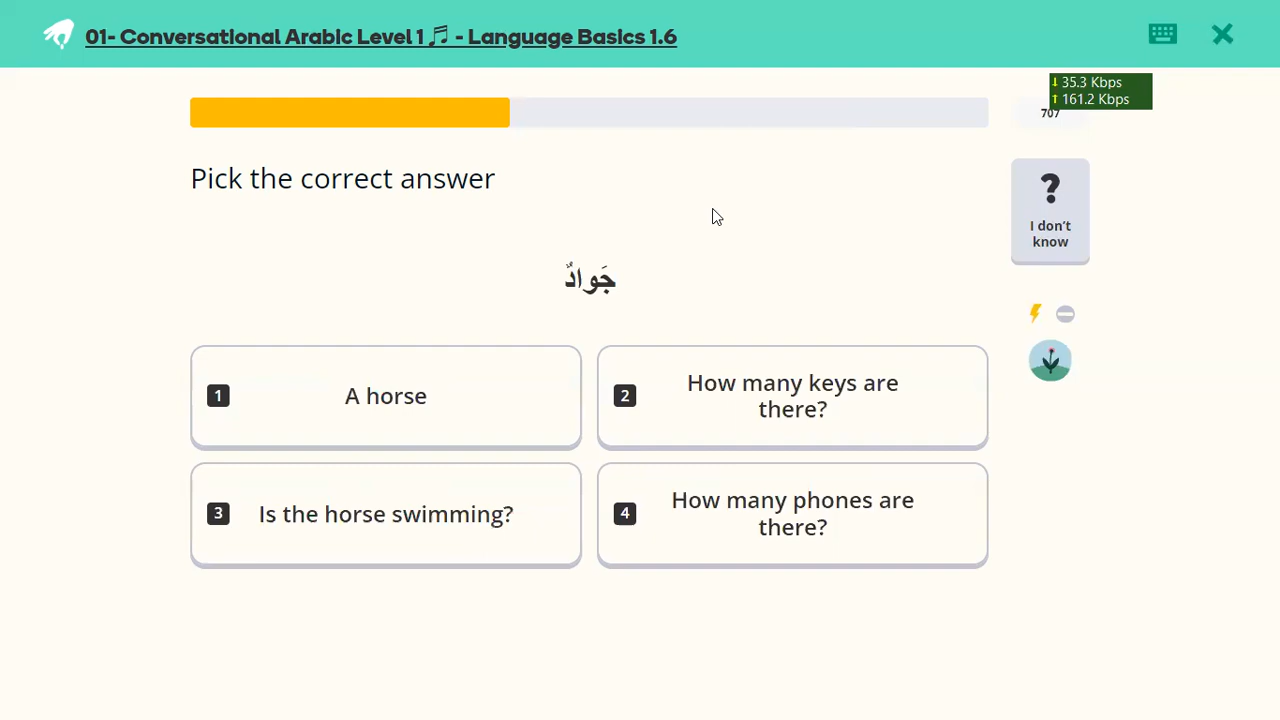 01- Conversational Arabic Level 1 🎵 - Language Basics 1.6
↓ 35.3 Kbps
↑ 161.2 Kbps
707
Pick the correct answer
?
I don't
know
جَوادٌ
1 A horse
2 How many keys are
there?
3 Is the horse swimming?
4 How many phones are
there?